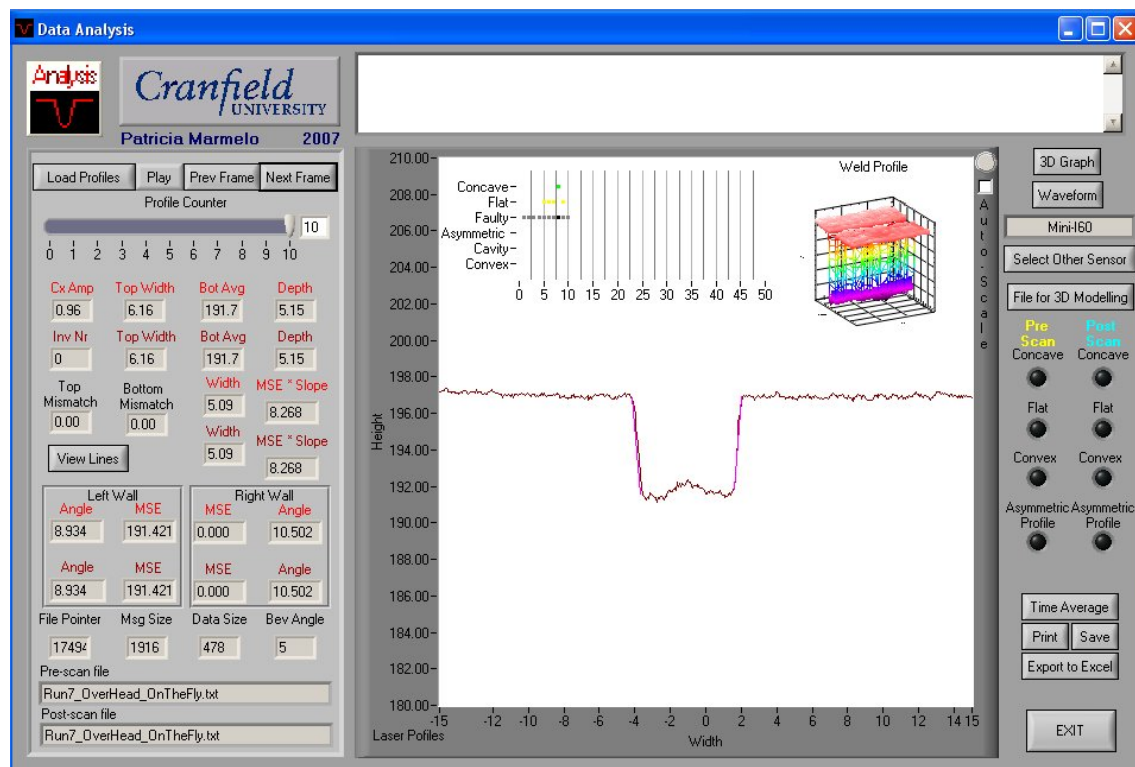 Data Analysis
Analysis
Cranfield
UNIVERSITY
Patricia Marmelo 2007
Load Profiles Play Prev Frame Next Frame
Profile Counter
10
0 1 2 3 4 5 6 7 8 9 10
Cx Amp Top Width Bot Avg Depth
0.96 6.16 191.7 5.15
Inv Nr Top Width Bot Avg Depth
0 6.16 191.7 5.15
Top Mismatch Bottom Mismatch Width MSE * Slope
0.00 0.00 5.09 8.268
Width MSE * Slope
View Lines 5.09 8.268
Left Wall Right Wall
Angle MSE MSE Angle
8.934 191.421 0.000 10.502
Angle MSE MSE Angle
8.934 191.421 0.000 10.502
File Pointer Msg Size Data Size Bev Angle
1749 1916 478 5
Pre-scan file
Run7_OverHead_OnTheFly.txt
Post-scan file
Run7_OverHead_OnTheFly.txt
210.00
208.00
206.00
204.00
202.00
200.00
198.00
196.00
194.00
192.00
190.00
188.00
186.00
184.00
182.00
180.00
Height
Concave
Flat
Faulty
Asymmetric
Cavity
Convex
0 5 10 15 20 25 30 35 40 45 50
Weld Profile
-15 -12 -10 -8 -6 -4 -2 0 2 4 6 8 10 12 14 15
Laser Pofiles
Width
Auto-Scale
3D Graph
Waveform
Mini-I60
Select Other Sensor
File for 3D Modelling
Pre Scan Post Scan
Concave Concave
Flat Flat
Convex Convex
Asymmetric Profile Asymmetric Profile
Time Average
Print Save
Export to Excel
EXIT